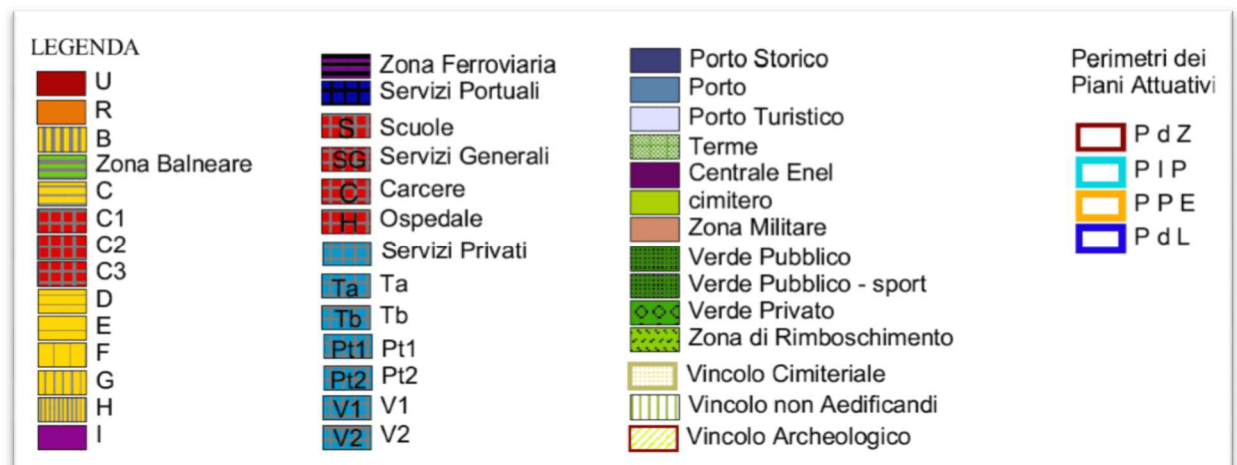 LEGENDA
U
R
B
Zona Balneare
C
C1
C2
C3
D
E
F
G
H
I
Zona Ferroviaria
Servizi Portuali
S Scuole
SG Servizi Generali
C Carcere
H Ospedale
Servizi Privati
Ta Ta
Tb Tb
Pt1 Pt1
Pt2 Pt2
V1 V1
V2 V2
Porto Storico
Porto
Porto Turistico
Terme
Centrale Enel
cimitero
Zona Militare
Verde Pubblico
Verde Pubblico - sport
Verde Privato
Zona di Rimboschimento
Vincolo Cimiteriale
Vincolo non Aedificandi
Vincolo Archeologico
Perimetri dei
Piani Attuativi
P d Z
P I P
P P E
P d L